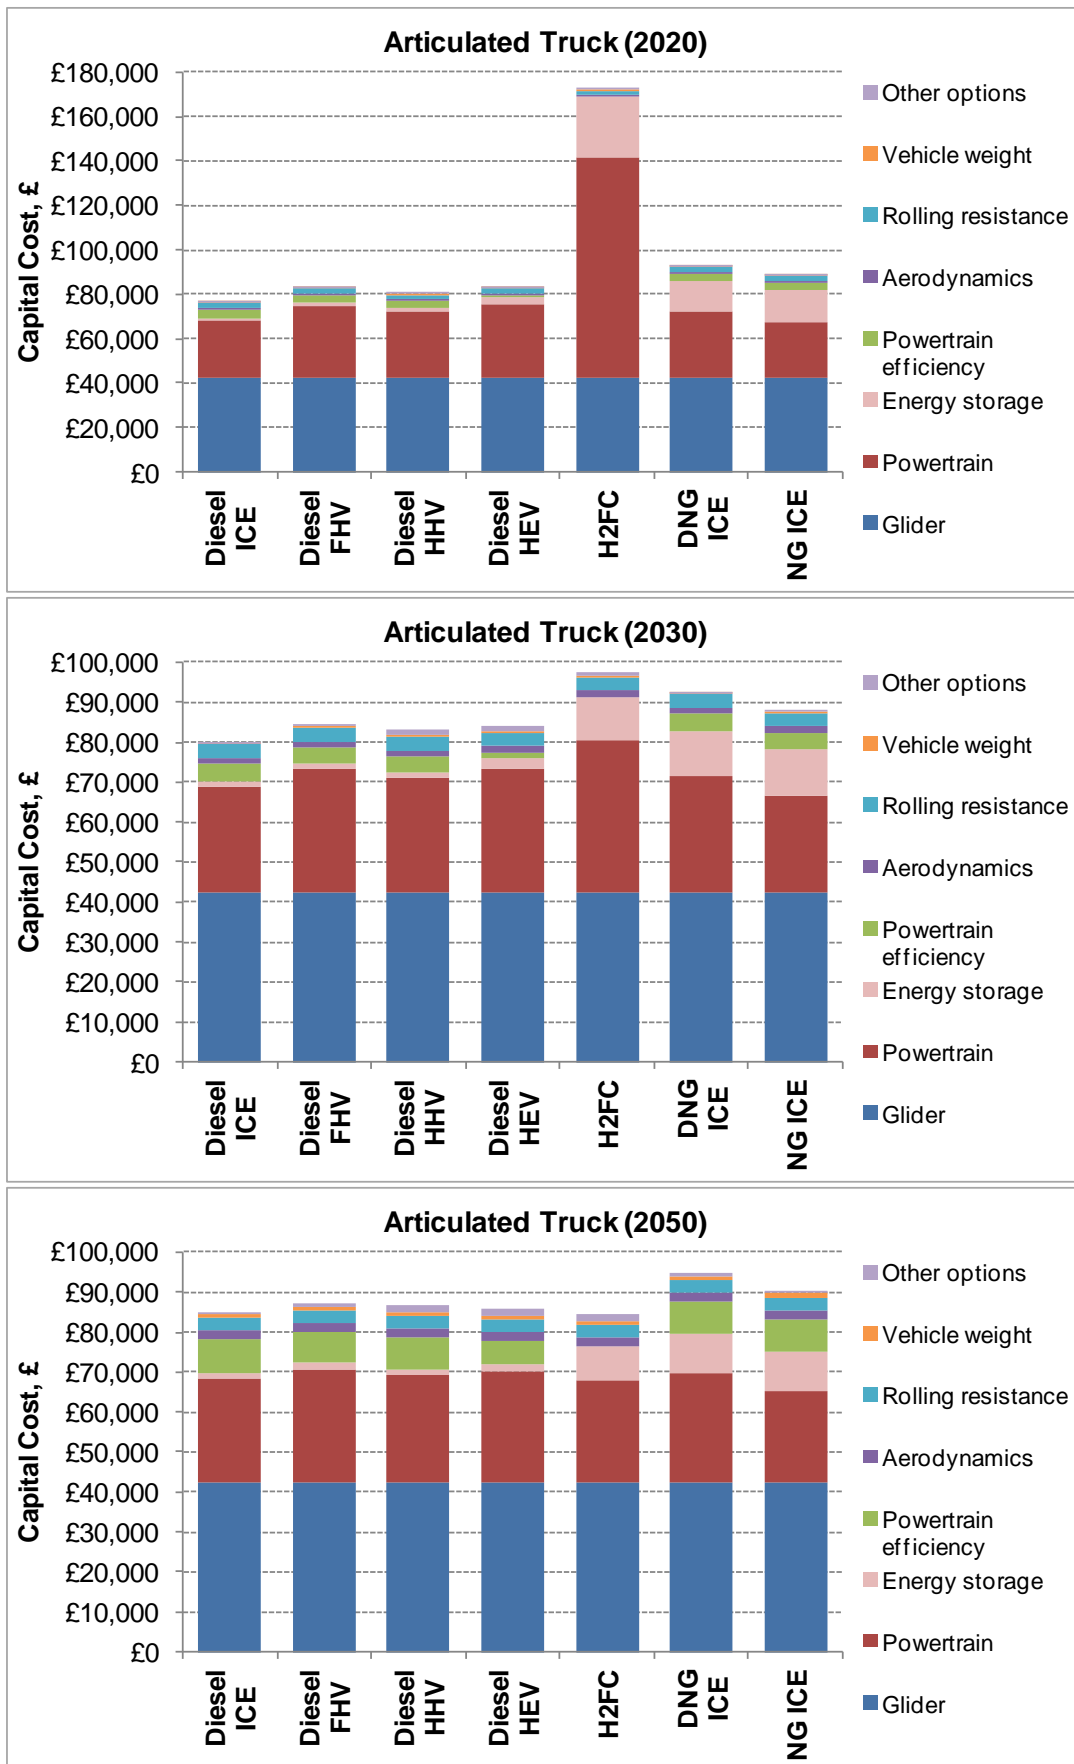 Articulated Truck (2020)
Capital Cost, £
£180,000
£160,000
£140,000
£120,000
£100,000
£80,000
£60,000
£40,000
£20,000
£0
Diesel
ICE
Diesel
FHV
Diesel
HHV
Diesel
HEV
H2FC
DNG
ICE
NG ICE
Other options
Vehicle weight
Rolling resistance
Aerodynamics
Powertrain
efficiency
Energy storage
Powertrain
Glider
Articulated Truck (2030)
Capital Cost, £
£100,000
£90,000
£80,000
£70,000
£60,000
£50,000
£40,000
£30,000
£20,000
£10,000
£0
Diesel
ICE
Diesel
FHV
Diesel
HHV
Diesel
HEV
H2FC
DNG
ICE
NG ICE
Other options
Vehicle weight
Rolling resistance
Aerodynamics
Powertrain
efficiency
Energy storage
Powertrain
Glider
Articulated Truck (2050)
Capital Cost, £
£100,000
£90,000
£80,000
£70,000
£60,000
£50,000
£40,000
£30,000
£20,000
£10,000
£0
Diesel
ICE
Diesel
FHV
Diesel
HHV
Diesel
HEV
H2FC
DNG
ICE
NG ICE
Other options
Vehicle weight
Rolling resistance
Aerodynamics
Powertrain
efficiency
Energy storage
Powertrain
Glider